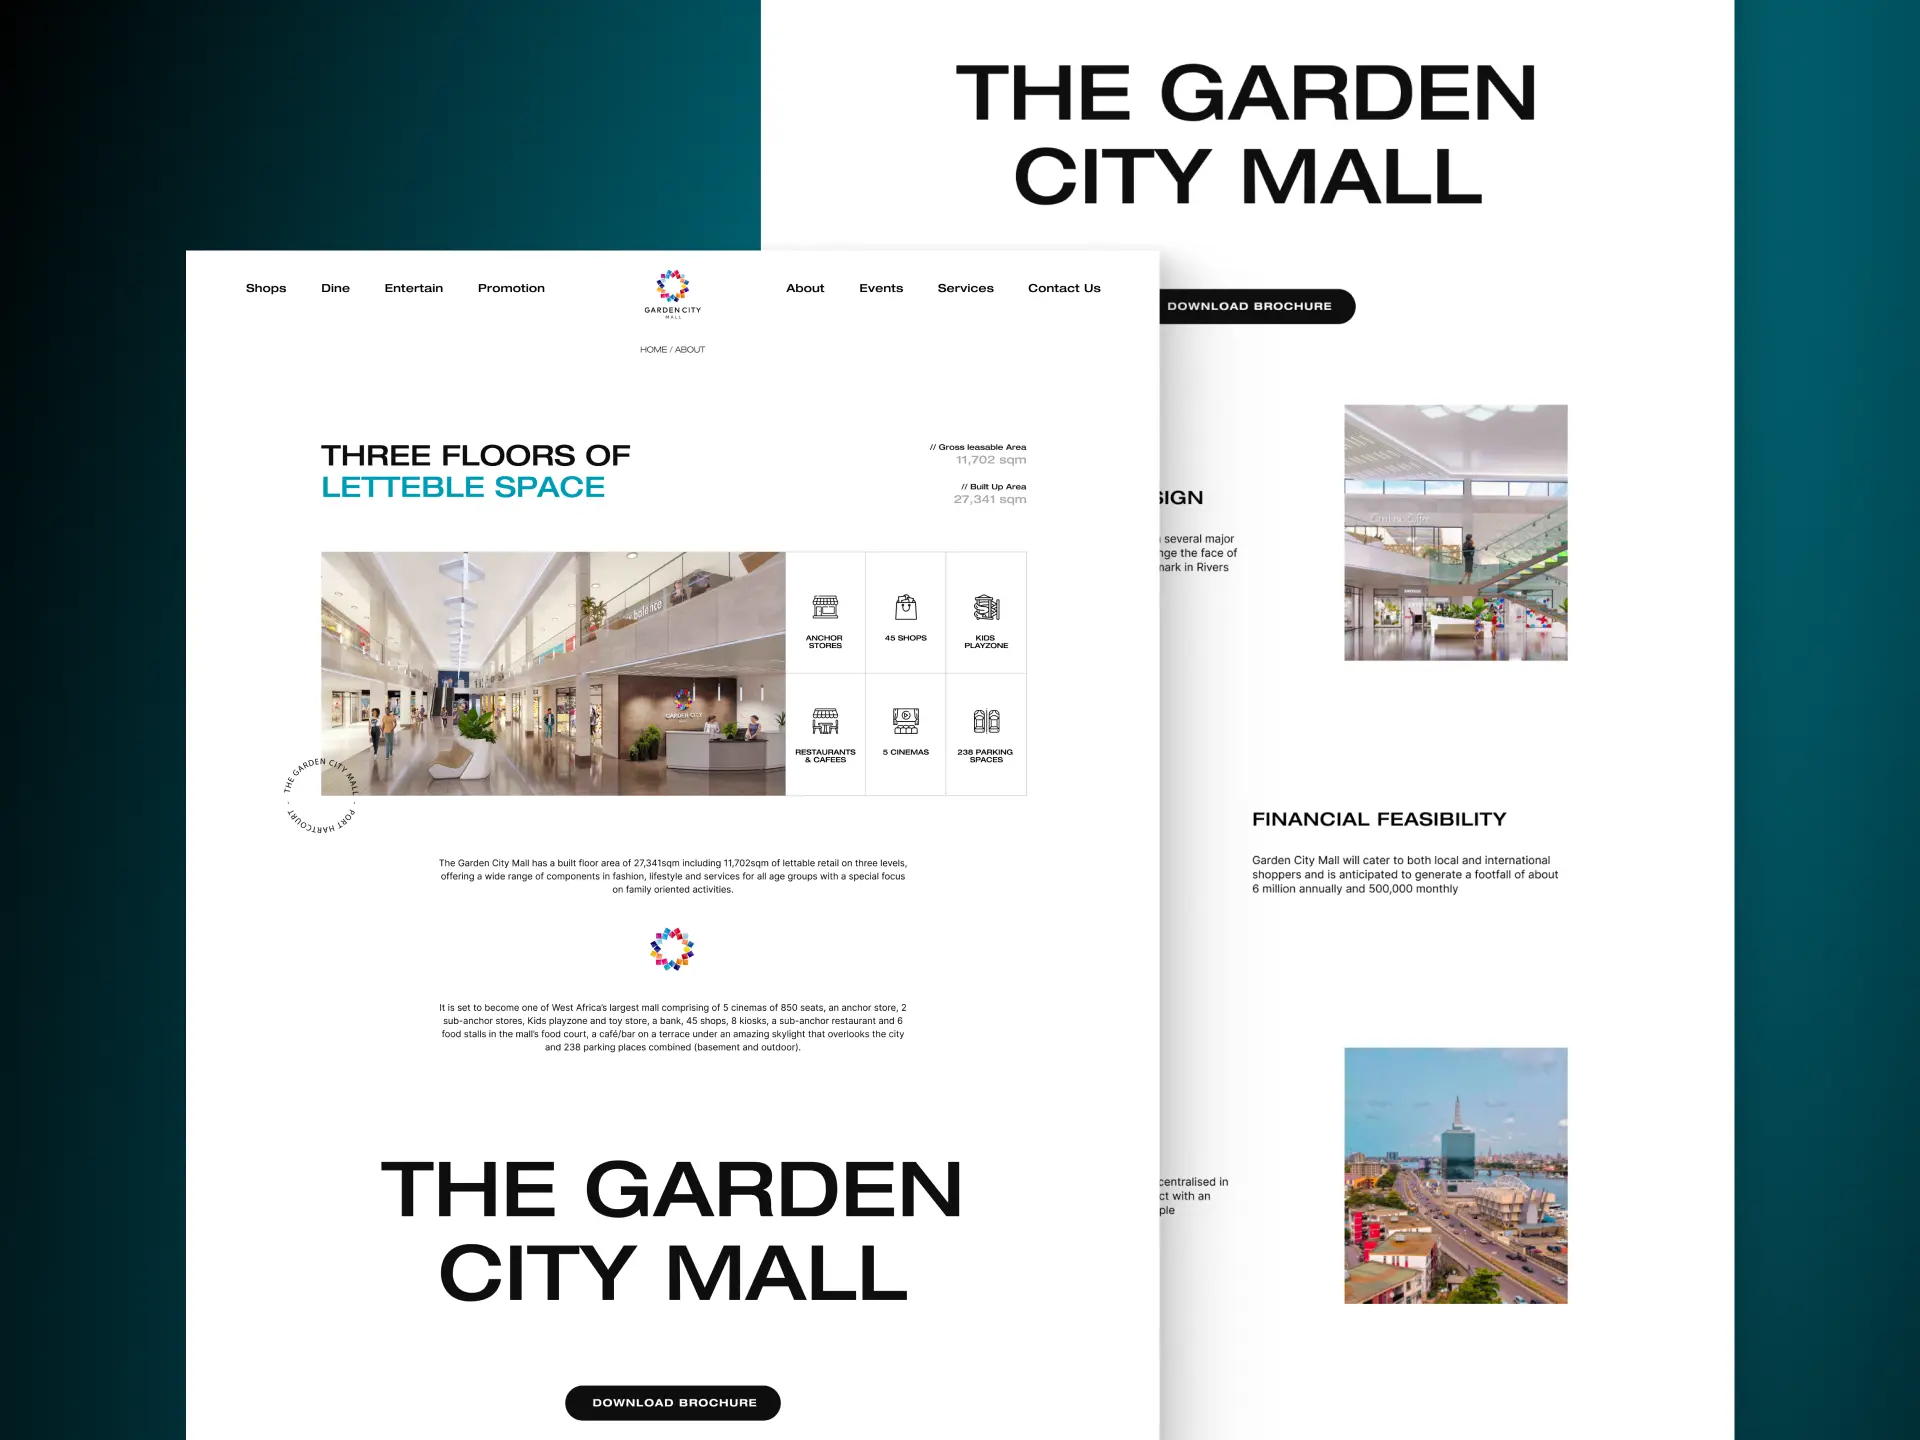 THE GARDEN
CITY MALL
DOWNLOAD BROCHURE
Shops
Dine
Entertain
Promotion
GARDEN CITY
MALL
About
Events
Services
Contact Us
HOME / ABOUT
THREE FLOORS OF
LETTEBLE SPACE
// Gross leasable Area
11,702 sqm
// Built Up Area
27,341 sqm
balance
GARDEN CITY
ANCHOR
STORES
45 SHOPS
KIDS
PLAYZONE
RESTAURANTS
& CAFEES
5 CINEMAS
238 PARKING
SPACES
THE GARDEN CITY MALL - PORT HARTCOURT -
The Garden City Mall has a built floor area of 27,341sqm including 11,702sqm of lettable retail on three levels,
offering a wide range of components in fashion, lifestyle and services for all age groups with a special focus
on family oriented activities.
It is set to become one of West Africa's largest mall comprising of 5 cinemas of 850 seats, an anchor store, 2
sub-anchor stores, Kids playzone and toy store, a bank, 45 shops, 8 kiosks, a sub-anchor restaurant and 6
food stalls in the mall's food court, a café/bar on a terrace under an amazing skylight that overlooks the city
and 238 parking places combined (basement and outdoor).
THE GARDEN
CITY MALL
DOWNLOAD BROCHURE
SIGN
several major
nge the face of
mark in Rivers
FINANCIAL FEASIBILITY
Garden City Mall will cater to both local and international
shoppers and is anticipated to generate a footfall of about
6 million annually and 500,000 monthly
centralised in
ct with an
ple